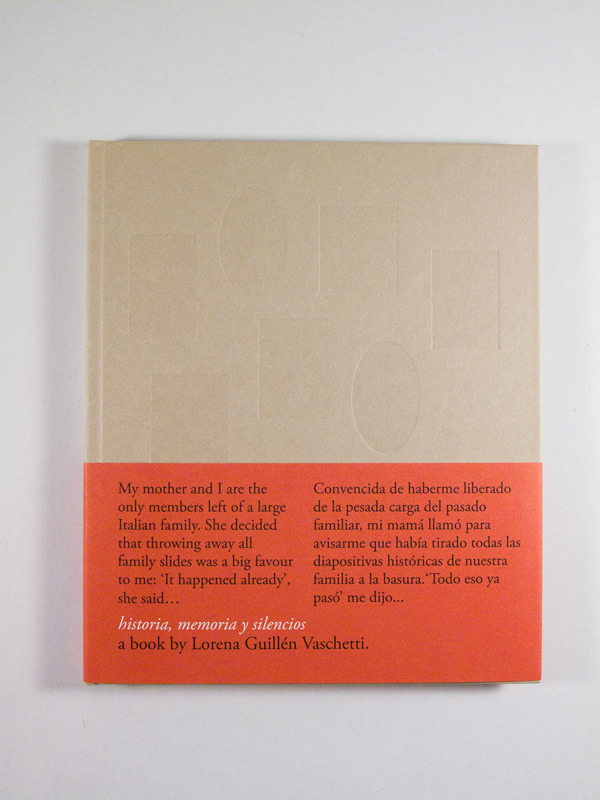 My mother and I are the
only members left of a large
Italian family. She decided
that throwing away all
family slides was a big favour
to me: ‘It happened already’,
she said…
Convencida de haberme liberado
de la pesada carga del pasado
familiar, mi mamá llamó para
avisarme que había tirado todas las
diapositivas históricas de nuestra
familia a la basura.‘Todo eso ya
pasó’ me dijo...
historia, memoria y silencios
a book by Lorena Guillén Vaschetti.